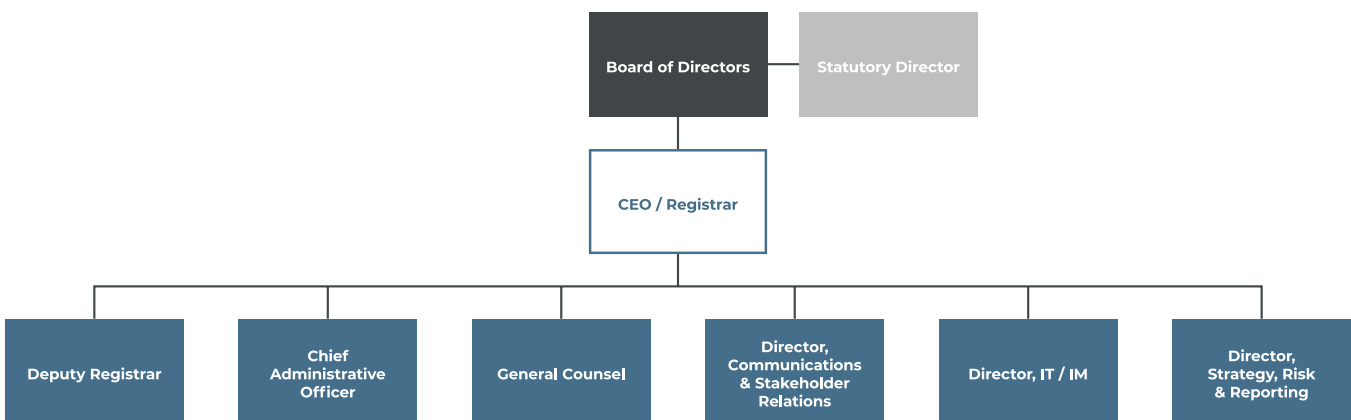 Board of Directors
Statutory Director
CEO / Registrar
Deputy Registrar
Chief
Administrative
Officer
General Counsel
Director,
Communications
& Stakeholder
Relations
Director, IT / IM
Director,
Strategy, Risk
& Reporting